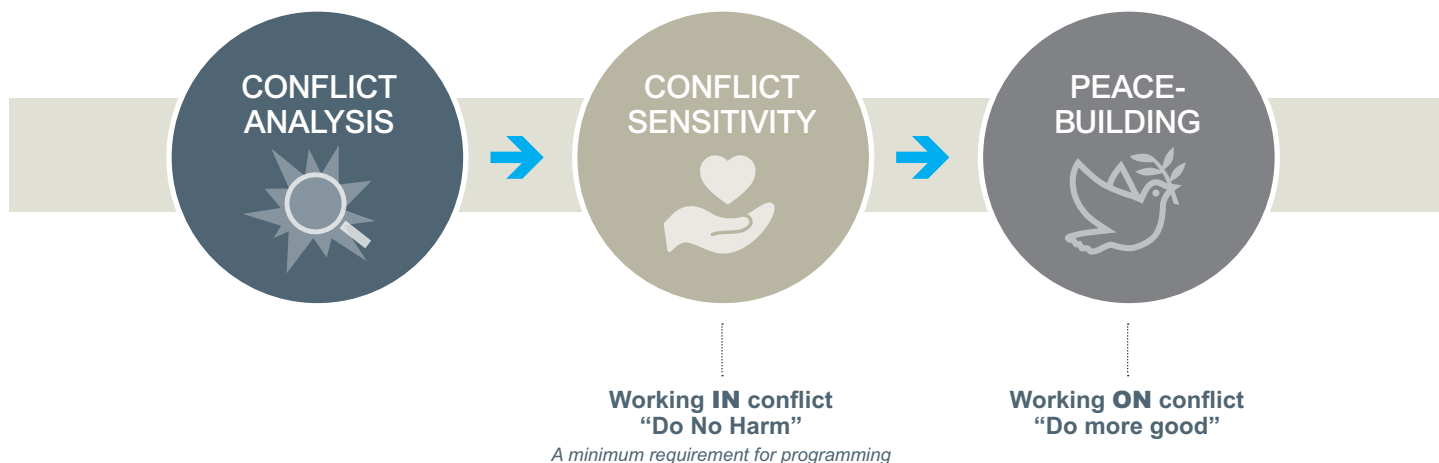 CONFLICT
ANALYSIS
CONFLICT
SENSITIVITY
PEACE-
BUILDING
Working IN conflict
“Do No Harm”
A minimum requirement for programming
Working ON conflict
“Do more good”